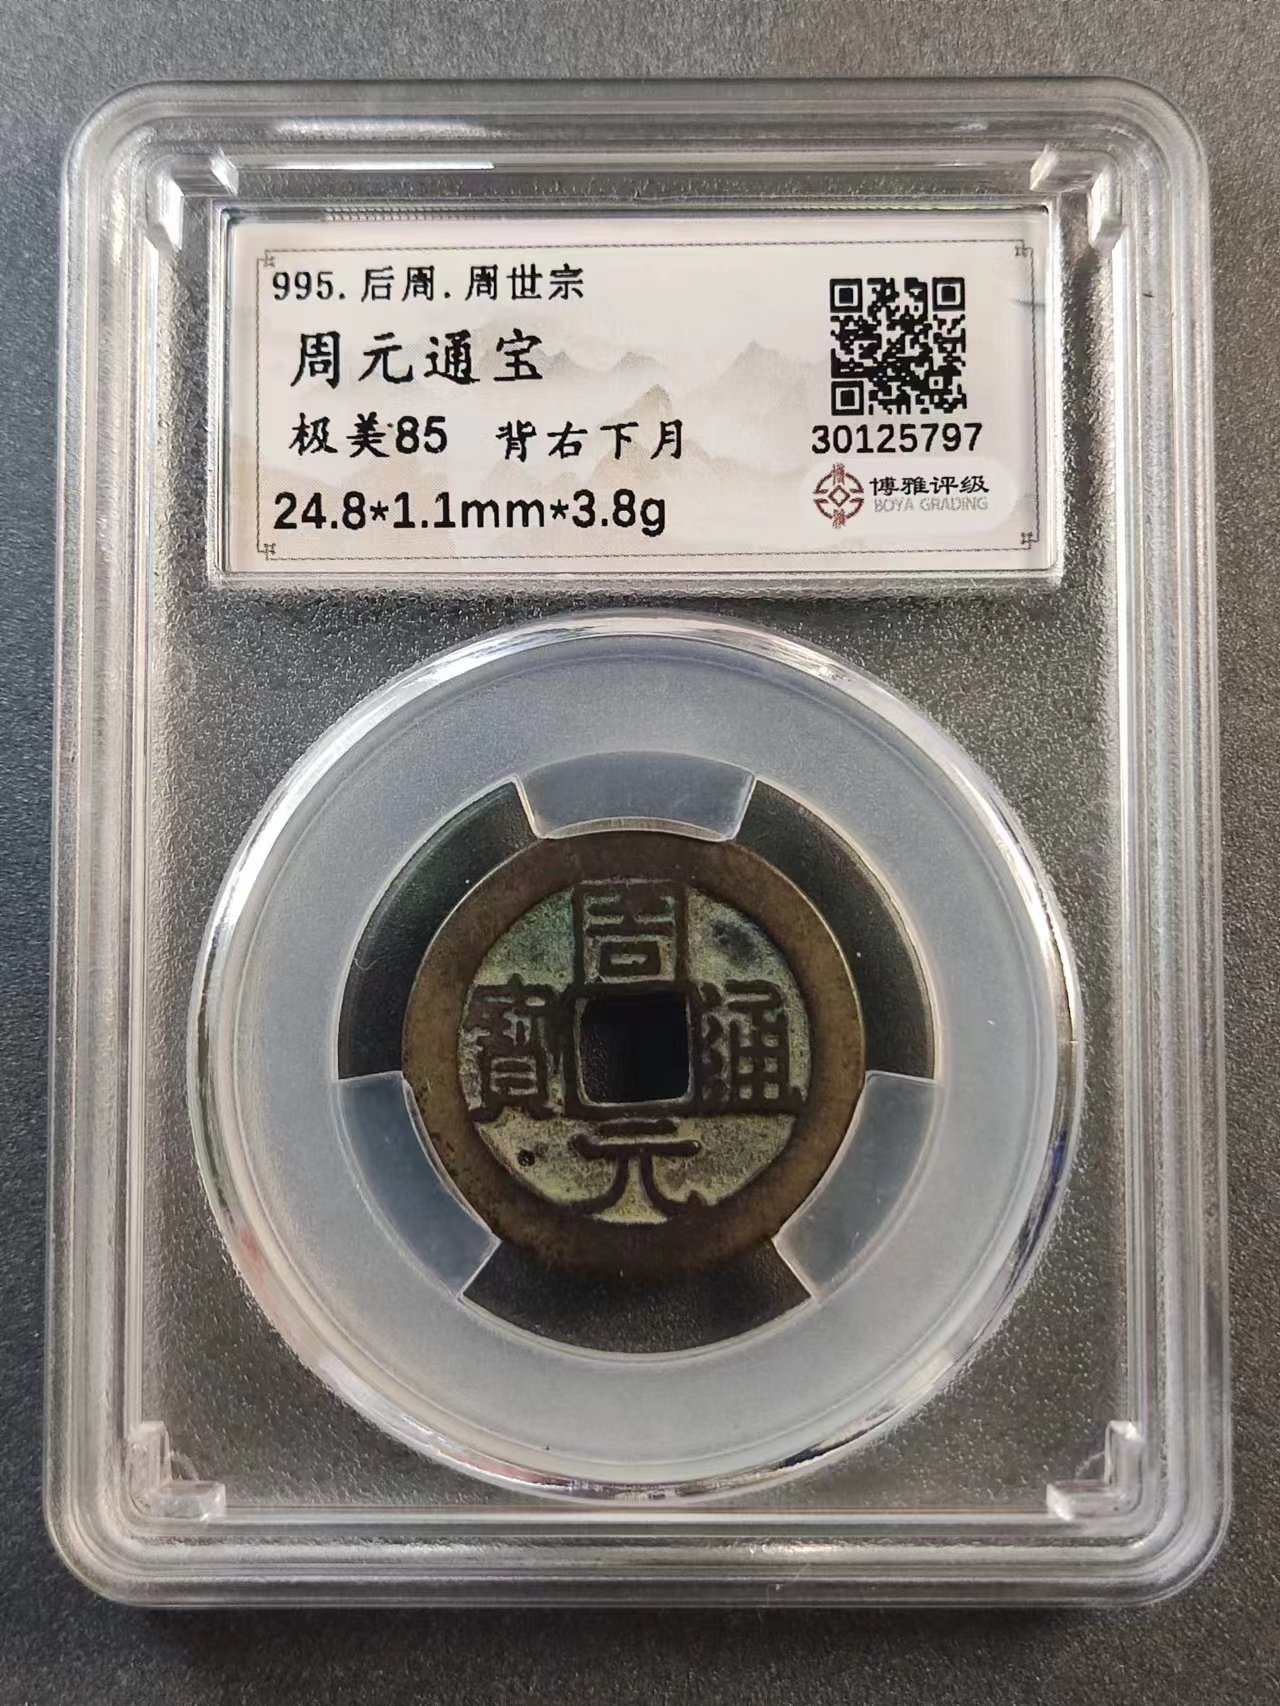 995.后周.周世宗
周元通宝
极美85 背右下月
24.8*1.1mm*3.8g
30125797
博雅评级
BOYA GRADING
周
寶 通
元